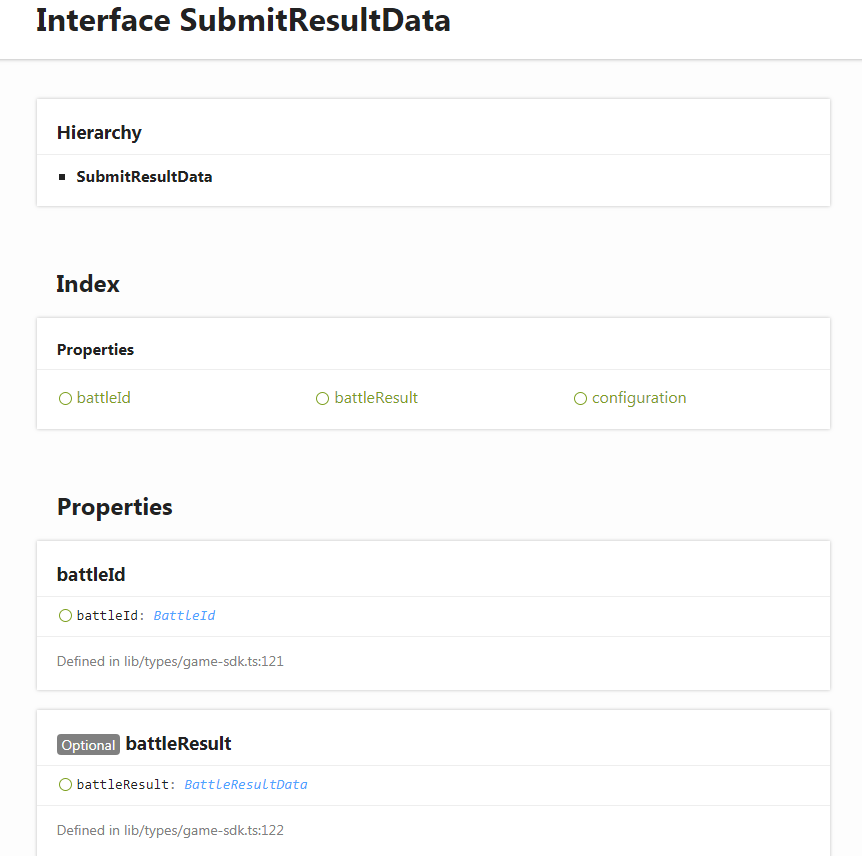 Interface SubmitResultData
Hierarchy
SubmitResultData
Index
Properties
battleId battleResult configuration
Properties
battleId
battleId: BattleId
Defined in lib/types/game-sdk.ts:121
Optional battleResult
battleResult: BattleResultData
Defined in lib/types/game-sdk.ts:122